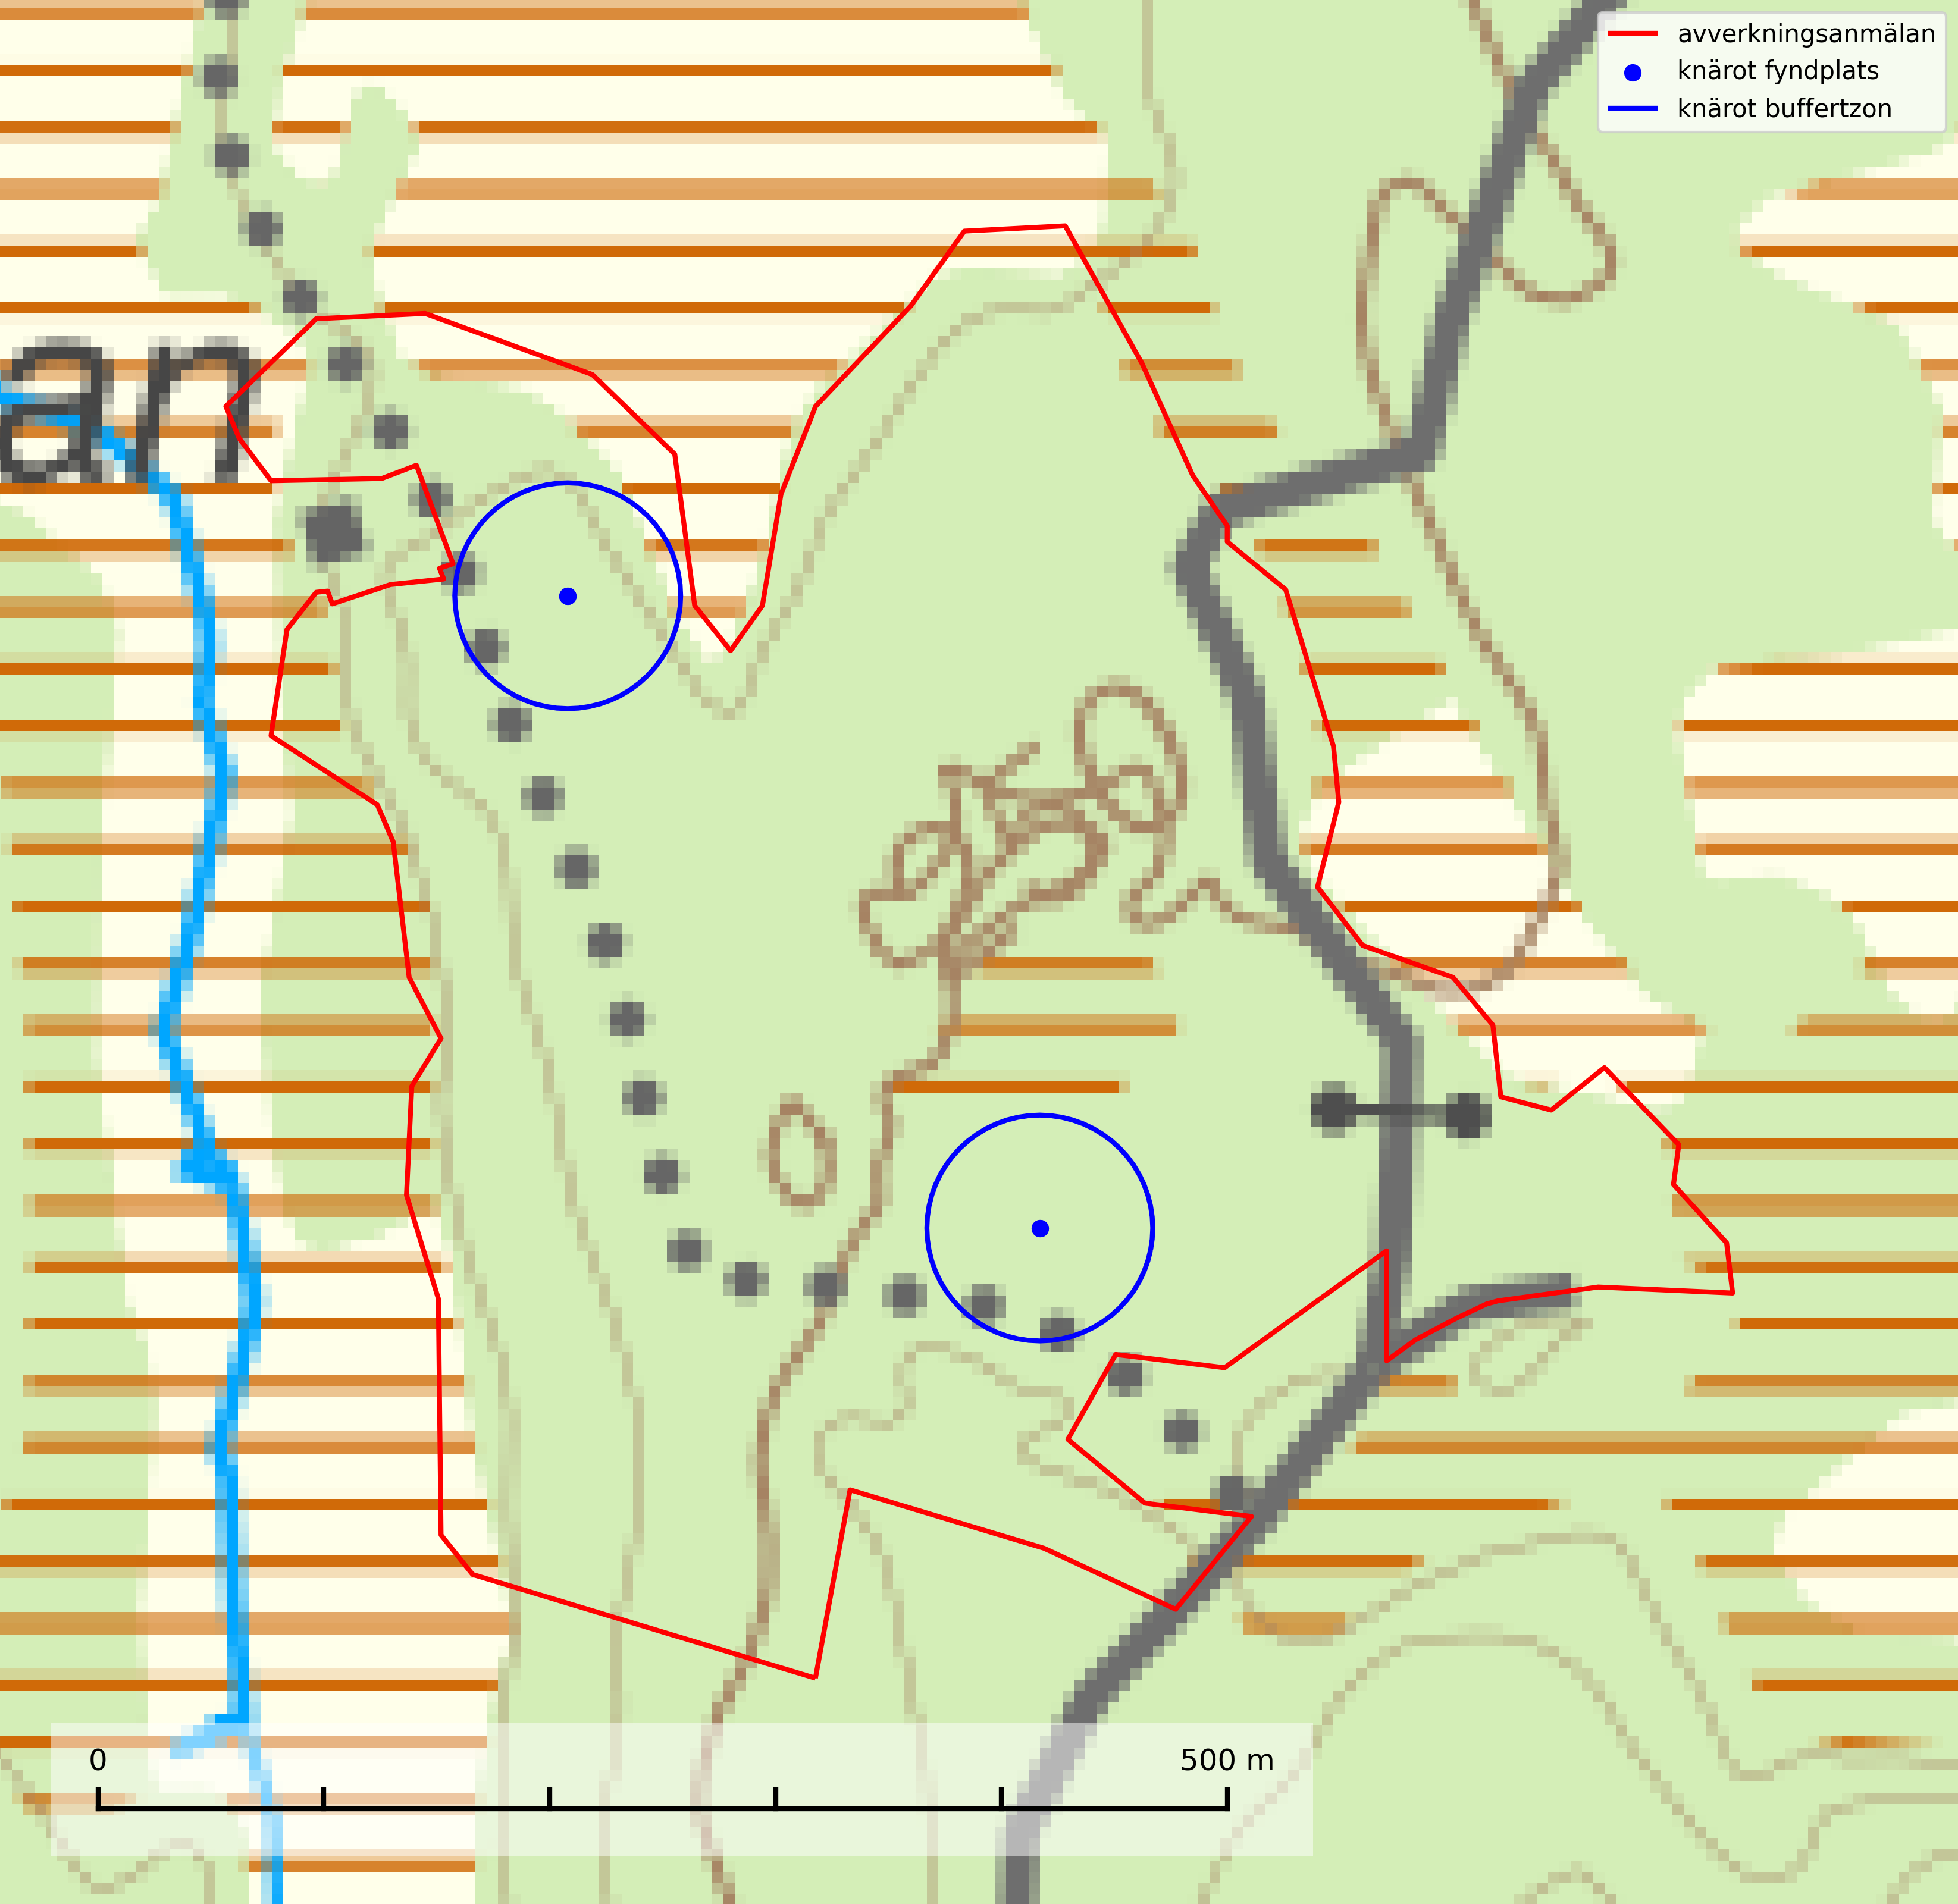 avverkningsanmälan
knärot fyndplats
knärot buffertzon
an
0 500 m